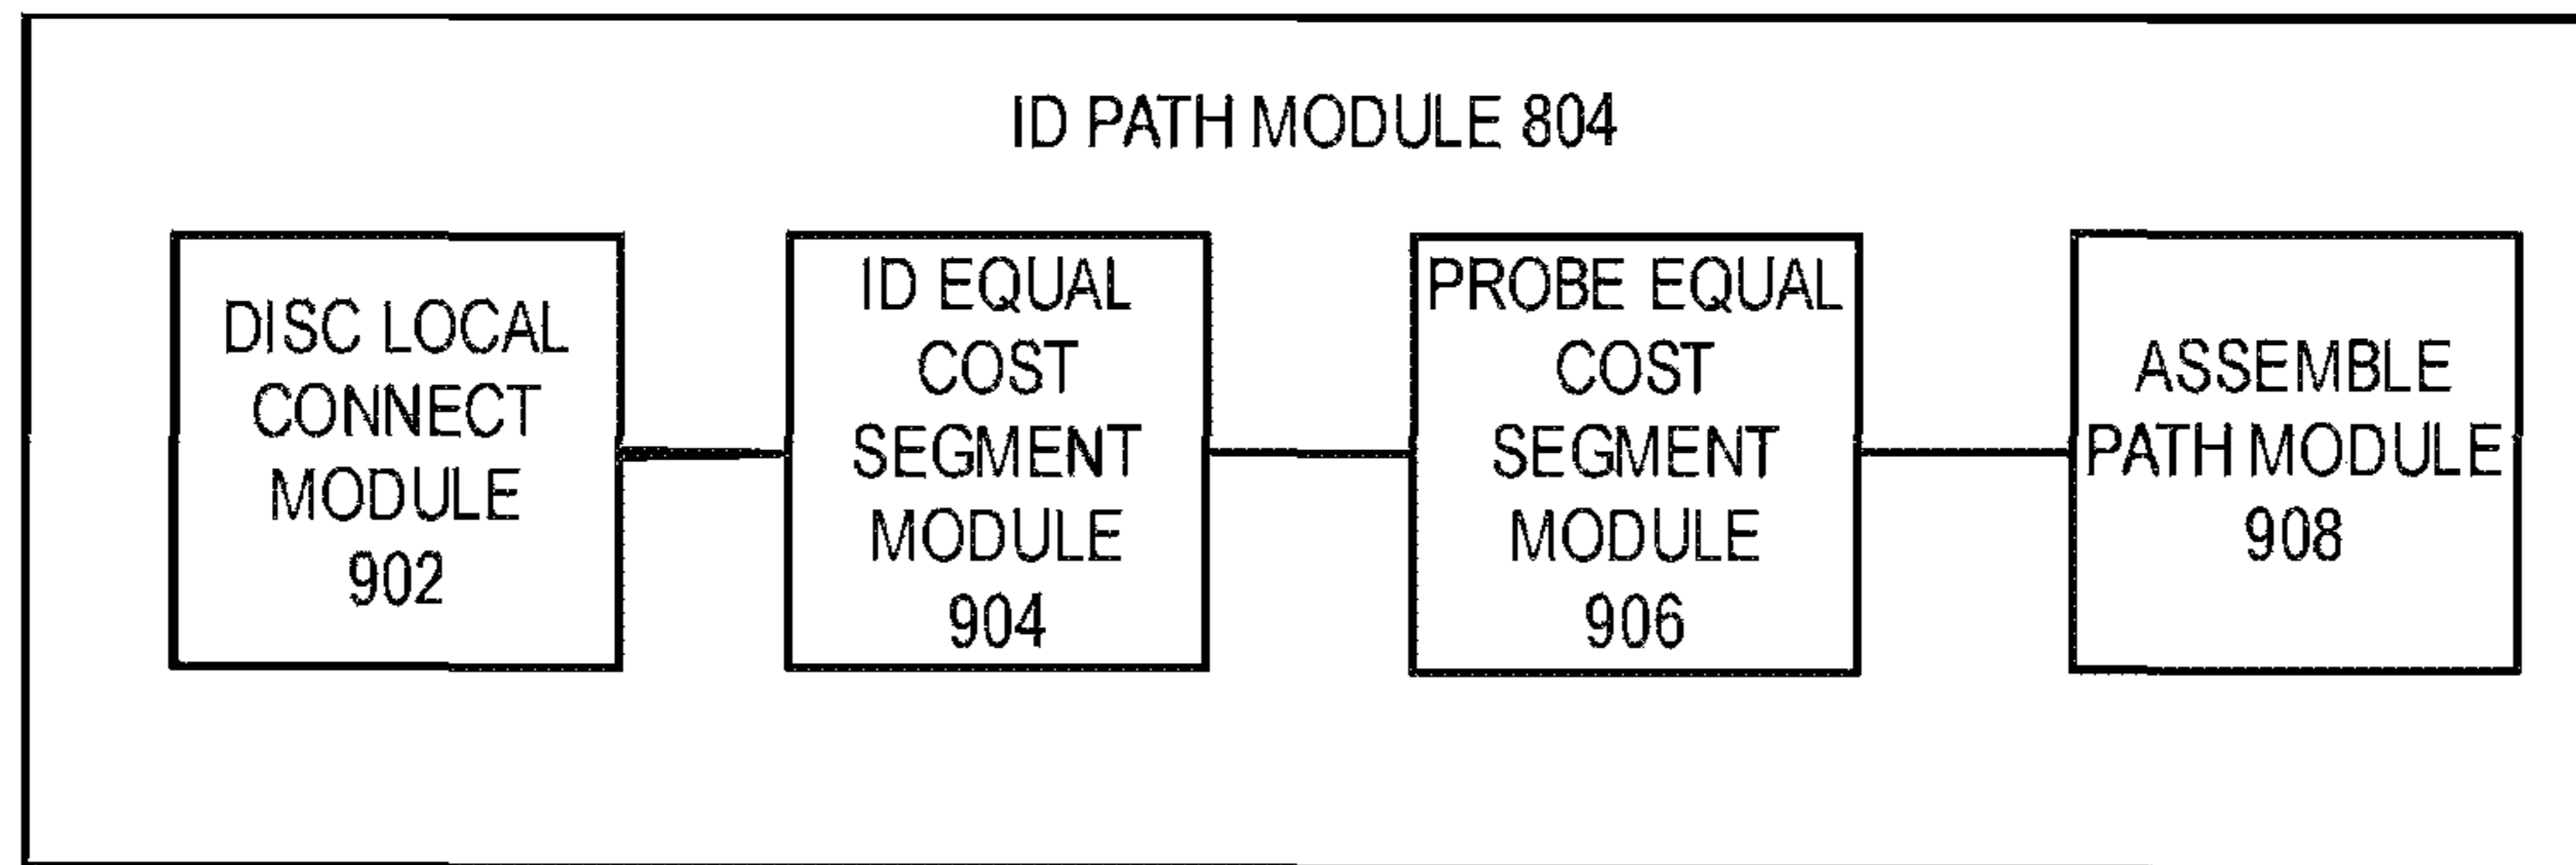 ID PATH MODULE 804
DISC LOCAL
CONNECT
MODULE
902
ID EQUAL
COST
SEGMENT
MODULE
904
PROBE EQUAL
COST
SEGMENT
MODULE
906
ASSEMBLE
PATH MODULE
908